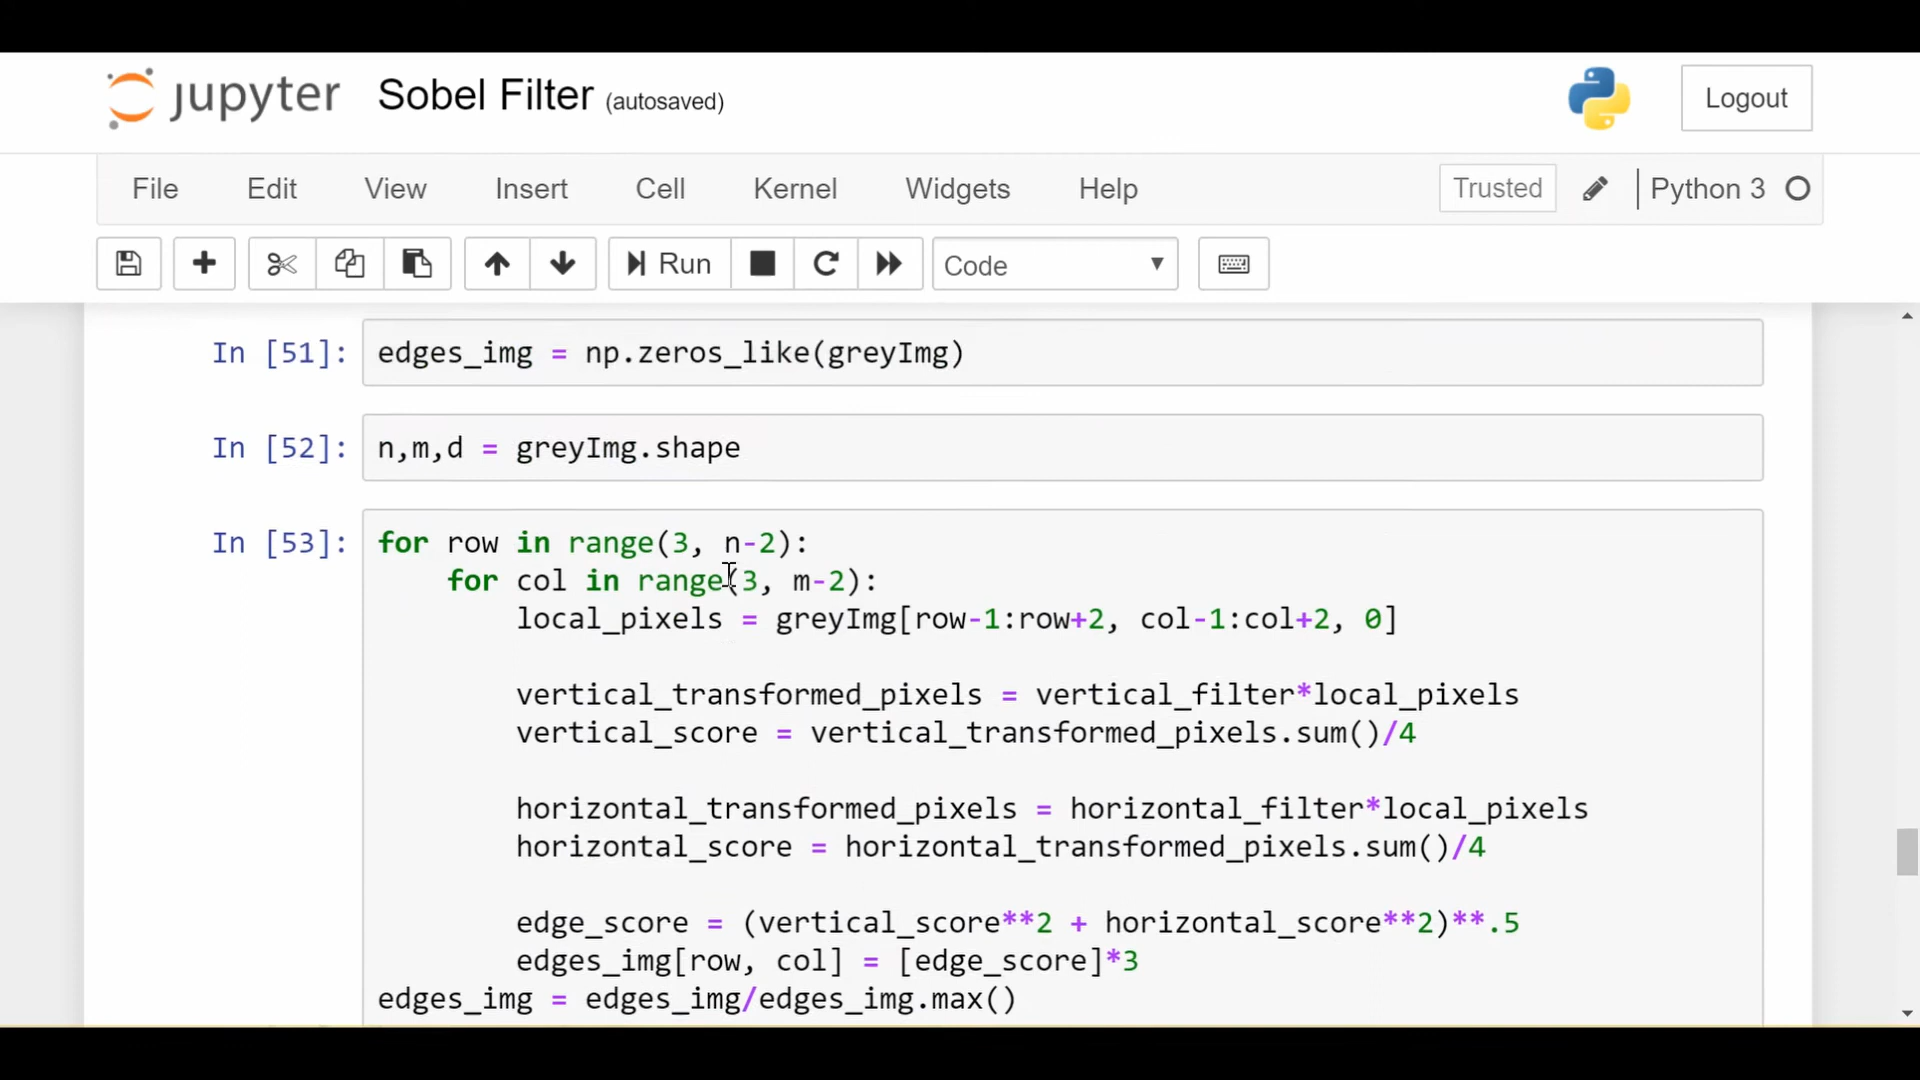 jupyter Sobel Filter (autosaved) Logout
File Edit View Insert Cell Kernel Widgets Help Trusted Python 3
Run Code
In [51]: edges_img = np.zeros_like(greyImg)
In [52]: n,m,d = greyImg.shape
In [53]: for row in range(3, n-2):
for col in range(3, m-2):
local_pixels = greyImg[row-1:row+2, col-1:col+2, 0]
vertical_transformed_pixels = vertical_filter*local_pixels
vertical_score = vertical_transformed_pixels.sum()/4
horizontal_transformed_pixels = horizontal_filter*local_pixels
horizontal_score = horizontal_transformed_pixels.sum()/4
edge_score = (vertical_score**2 + horizontal_score**2)**.5
edges_img[row, col] = [edge_score]*3
edges_img = edges_img/edges_img.max()